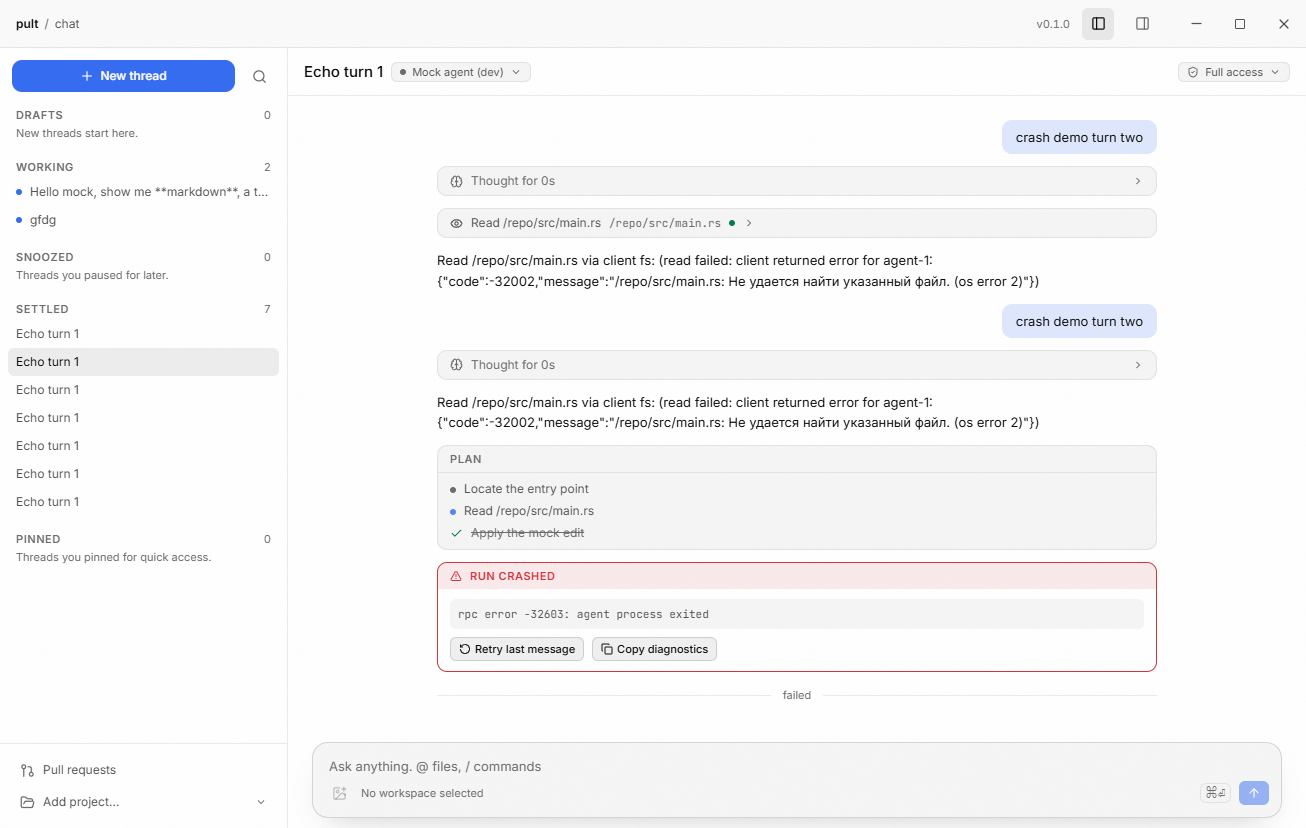 pult / chat
v0.1.0
New thread
DRAFTS 0
New threads start here.
WORKING 2
Hello mock, show me **markdown**, a t...
gfdg
SNOOZED 0
Threads you paused for later.
SETTLED 7
Echo turn 1
Echo turn 1
Echo turn 1
Echo turn 1
Echo turn 1
Echo turn 1
Echo turn 1
PINNED 0
Threads you pinned for quick access.
Pull requests
Add project...
Echo turn 1 Mock agent (dev)
Full access
crash demo turn two
Thought for 0s
Read /repo/src/main.rs /repo/src/main.rs
Read /repo/src/main.rs via client fs: (read failed: client returned error for agent-1:
{"code":-32002,"message":"/repo/src/main.rs: Не удается найти указанный файл. (os error 2)"})
crash demo turn two
Thought for 0s
Read /repo/src/main.rs via client fs: (read failed: client returned error for agent-1:
{"code":-32002,"message":"/repo/src/main.rs: Не удается найти указанный файл. (os error 2)"})
PLAN
Locate the entry point
Read /repo/src/main.rs
Apply the mock edit
RUN CRASHED
rpc error -32603: agent process exited
Retry last message
Copy diagnostics
failed
Ask anything. @ files, / commands
No workspace selected
⌘⏎